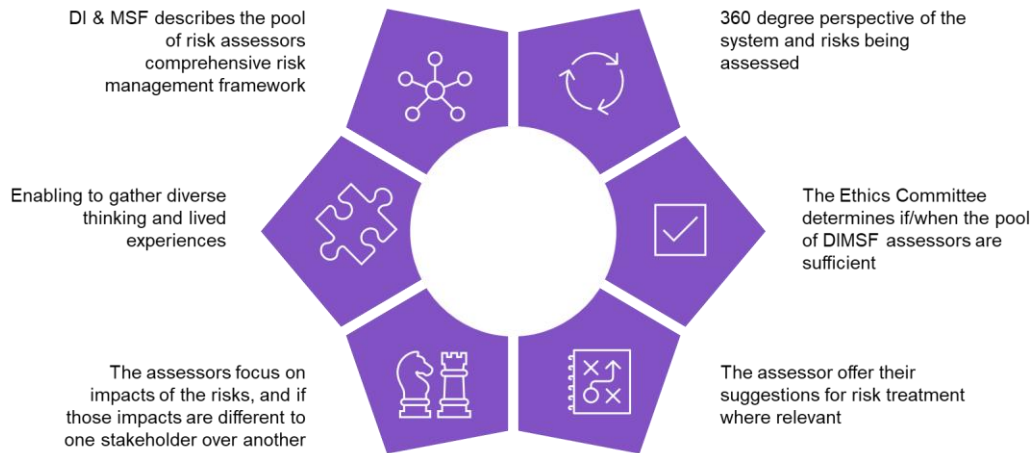 DI & MSF describes the pool
of risk assessors
comprehensive risk
management framework
360 degree perspective of the
system and risks being
assessed
Enabling to gather diverse
thinking and lived
experiences
The Ethics Committee
determines if/when the pool
of DIMSF assessors are
sufficient
The assessors focus on
impacts of the risks, and if
those impacts are different to
one stakeholder over another
The assessor offer their
suggestions for risk treatment
where relevant